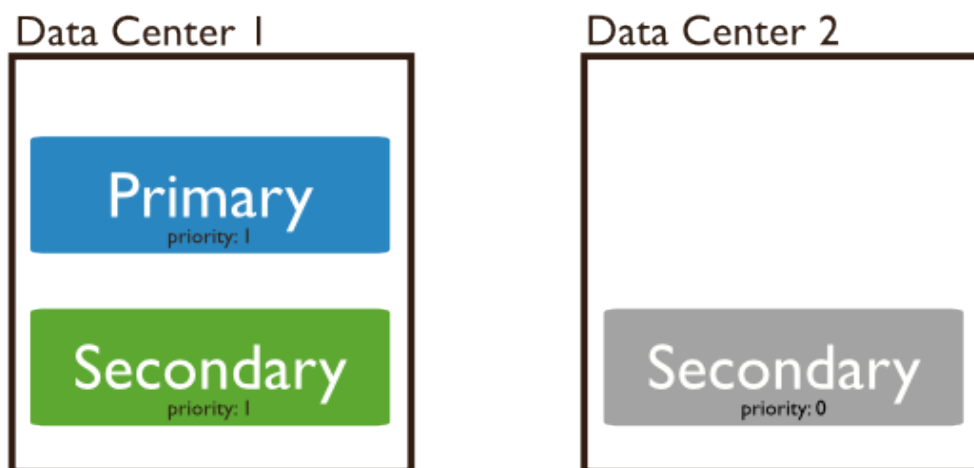 Data Center 1
Primary
priority: 1
Secondary
priority: 1
Data Center 2
Secondary
priority: 0